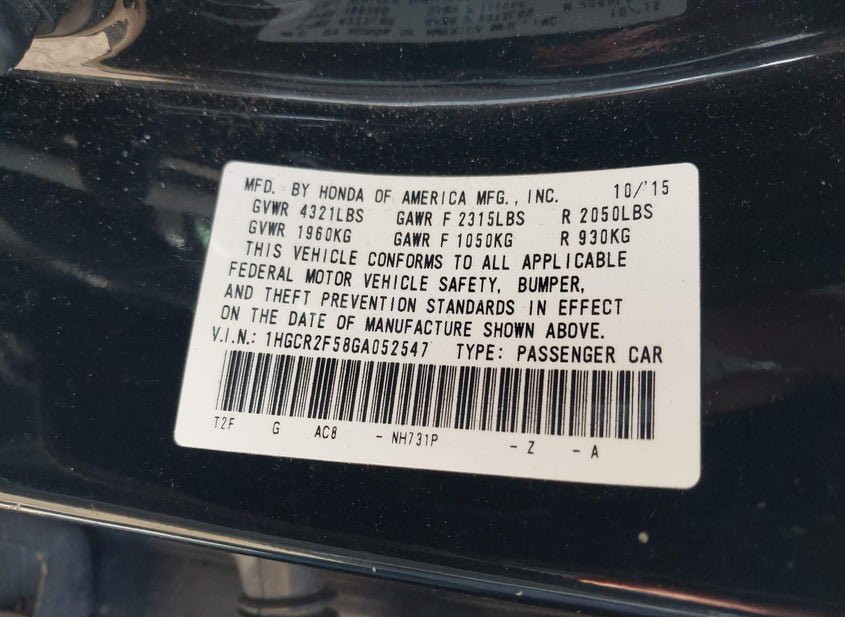 MFD. BY HONDA OF AMERICA MFG., INC. 10/'15
GVWR 4321LBS GAWR F 2315LBS R 2050LBS
GVWR 1960KG GAWR F 1050KG R 930KG
THIS VEHICLE CONFORMS TO ALL APPLICABLE
FEDERAL MOTOR VEHICLE SAFETY, BUMPER,
AND THEFT PREVENTION STANDARDS IN EFFECT
ON THE DATE OF MANUFACTURE SHOWN ABOVE.
V.I.N.: 1HGCR2F58GA052547 TYPE: PASSENGER CAR
T2F G AC8 - NH731P - Z - A